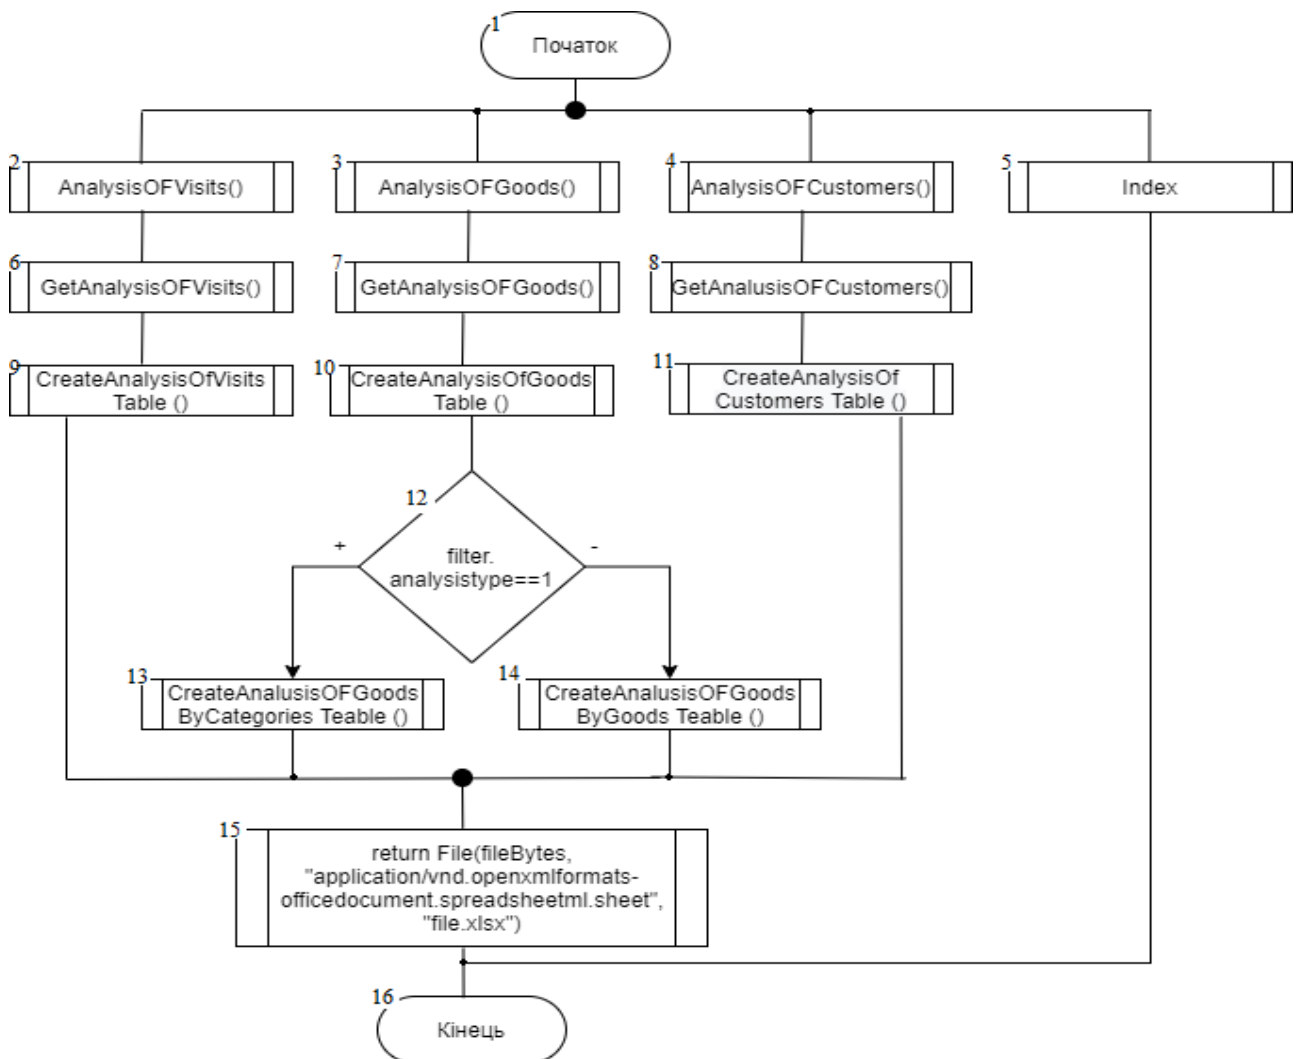 1
Початок
2
AnalysisOFVisits()
3
AnalysisOFGoods()
4
AnalysisOFCustomers()
5
Index
6
GetAnalysisOFVisits()
7
GetAnalysisOFGoods()
8
GetAnalusisOFCustomers()
9
CreateAnalysisOfVisits
Table ()
10
CreateAnalysisOfGoods
Table ()
11
CreateAnalysisOf
Customers Table ()
12
filter.
analysistype==1
+
-
13
CreateAnalusisOFGoods
ByCategories Teable ()
14
CreateAnalusisOFGoods
ByGoods Teable ()
15
return File(fileBytes,
"application/vnd.openxmlformats-
officedocument.spreadsheetml.sheet",
"file.xlsx")
16
Кінець